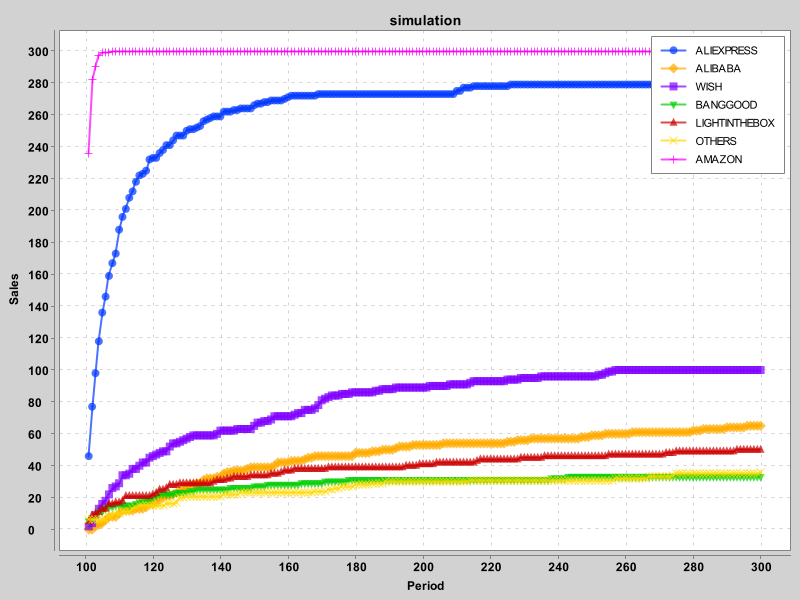 simulation
Sales
300
280
260
240
220
200
180
160
140
120
100
80
60
40
20
0
ALIEXPRESS
ALIBABA
WISH
BANGGOOD
LIGHTINTHEBOX
OTHERS
AMAZON
100 120 140 160 180 200 220 240 260 280 300
Period